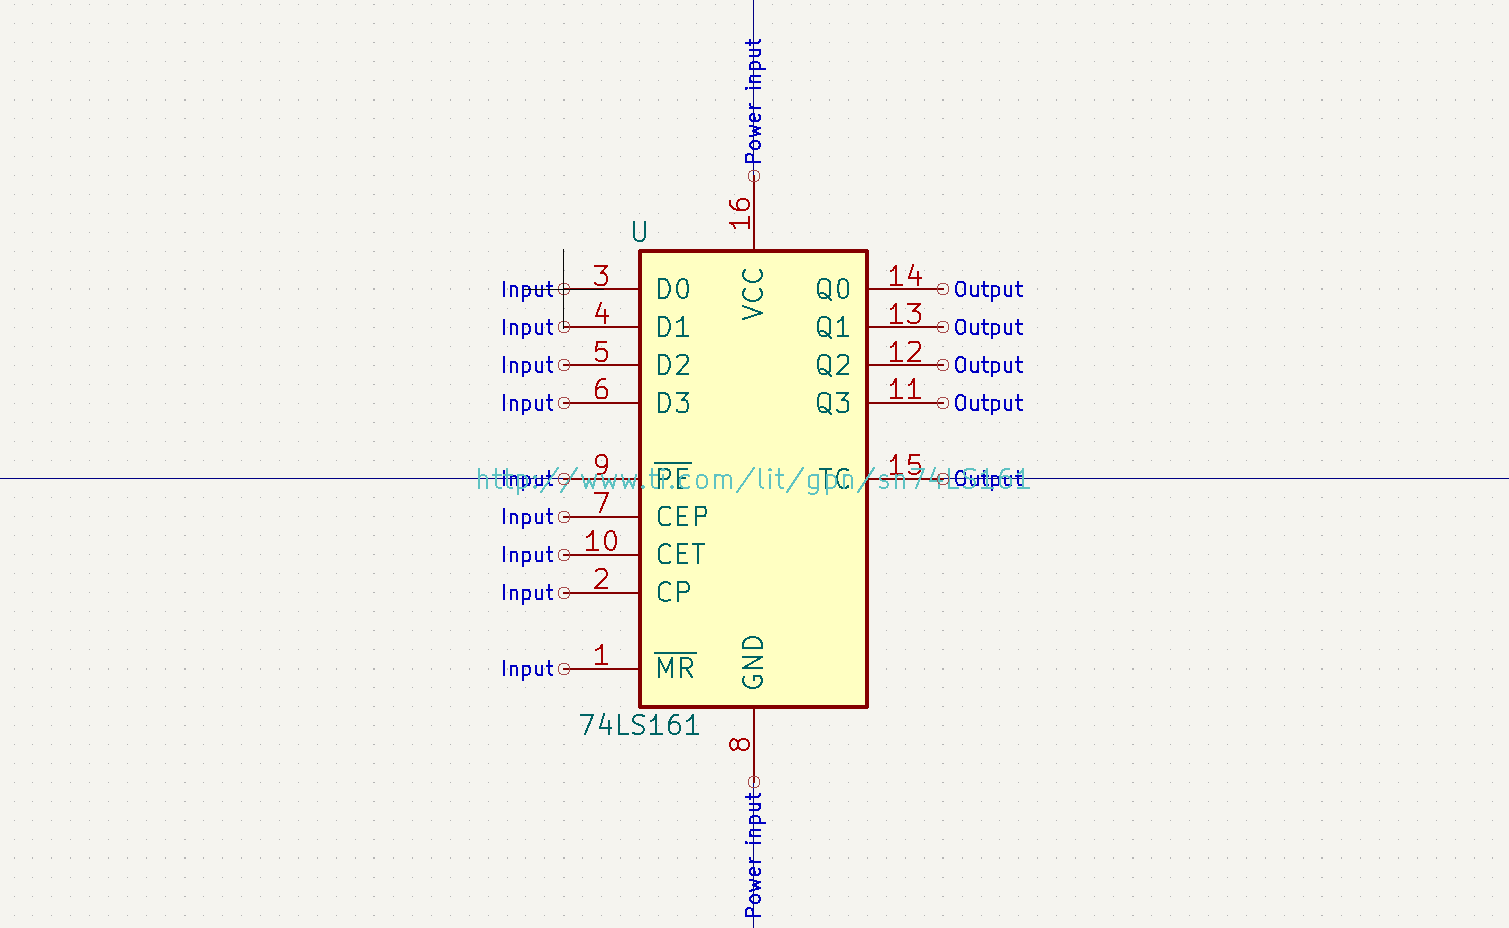 Power input
16
U
VCC
Input 3 D0 Q0 14 Output
Input 4 D1 Q1 13 Output
Input 5 D2 Q2 12 Output
Input 6 D3 Q3 11 Output
Input 9 PE TC 15 Output
http://www.ti.com/lit/gpn/sn74LS161
Input 7 CEP
Input 10 CET
Input 2 CP
Input 1 MR
GND
74LS161
8
Power input